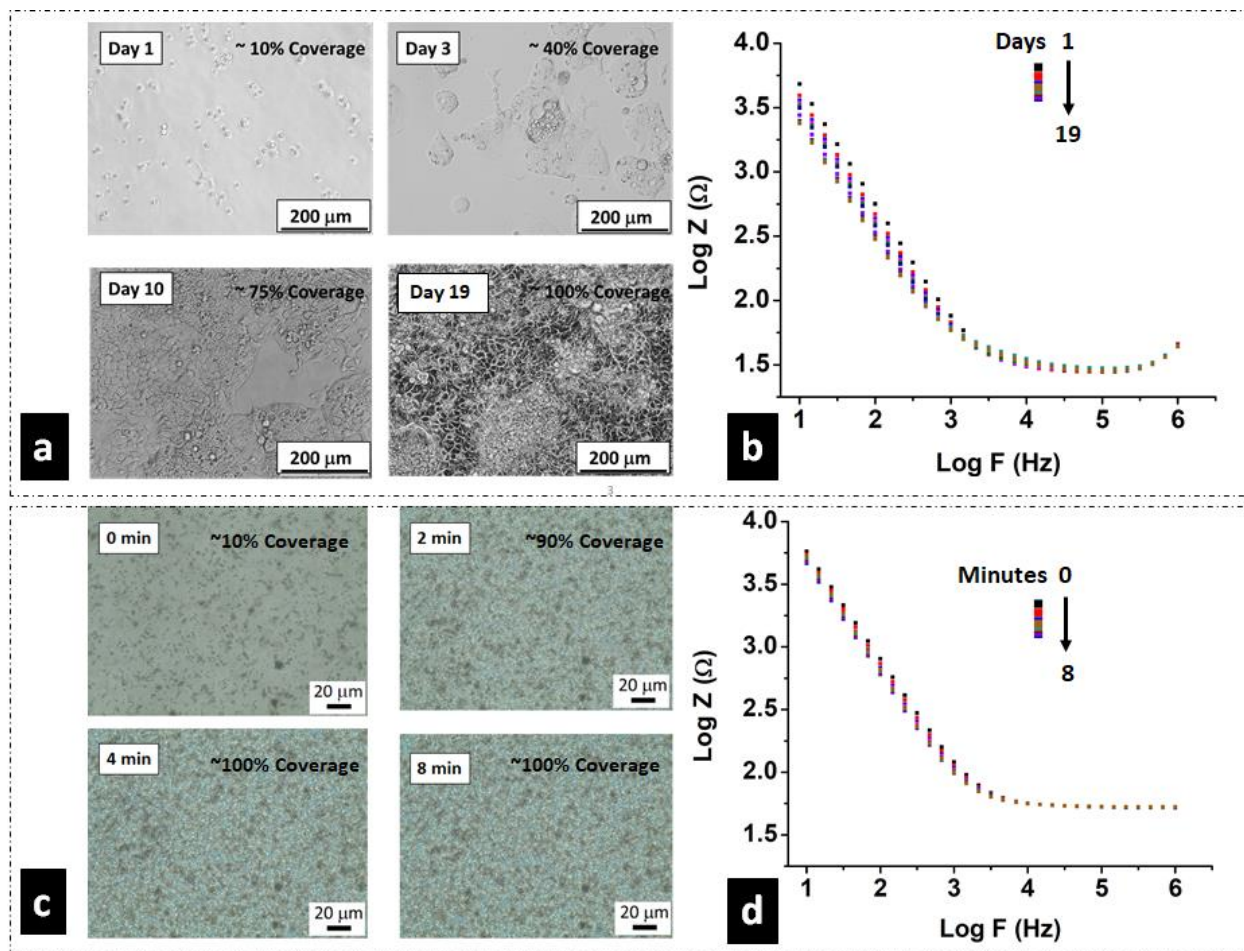 Day 1
~ 10% Coverage
200 μm
Day 3
~ 40% Coverage
200 μm
Day 10
~ 75% Coverage
200 μm
Day 19
~ 100% Coverage
200 μm
a
4.0
3.5
3.0
2.5
2.0
1.5
Log Z (Ω)
Days 1
19
1 2 3 4 5 6
Log F (Hz)
b
3
0 min
~10% Coverage
20 μm
2 min
~90% Coverage
20 μm
4 min
~100% Coverage
20 μm
8 min
~100% Coverage
20 μm
c
4.0
3.5
3.0
2.5
2.0
1.5
Log Z (Ω)
Minutes 0
8
1 2 3 4 5 6
Log F (Hz)
d